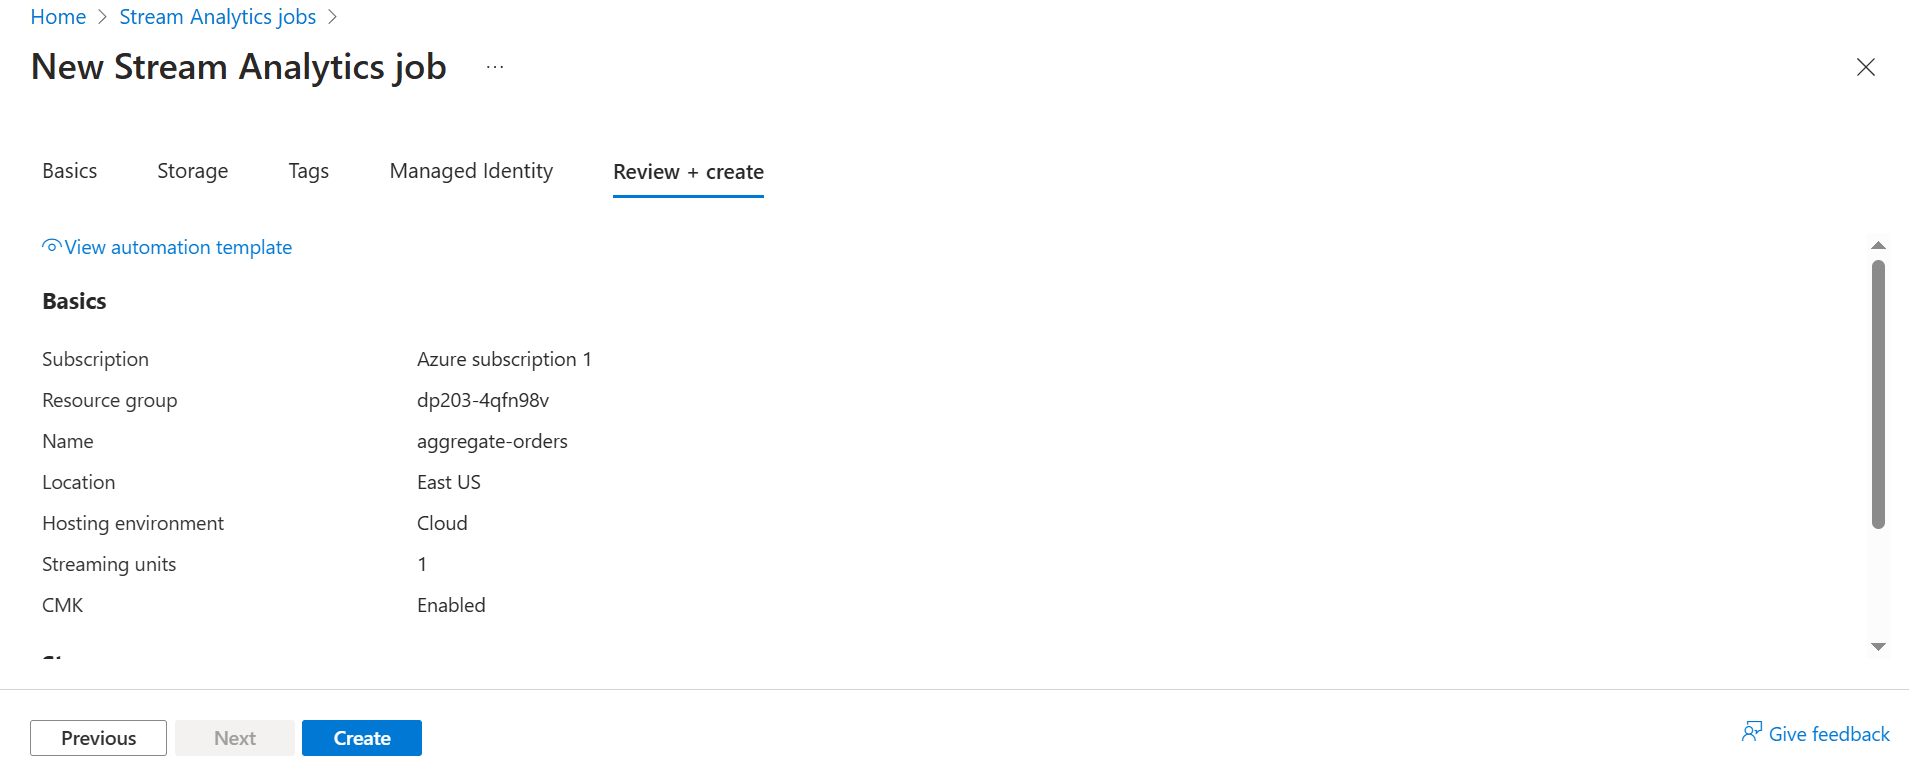 Home > Stream Analytics jobs >
New Stream Analytics job ...
Basics Storage Tags Managed Identity Review + create
View automation template
Basics
Subscription Azure subscription 1
Resource group dp203-4qfn98v
Name aggregate-orders
Location East US
Hosting environment Cloud
Streaming units 1
CMK Enabled
Previous Next Create Give feedback